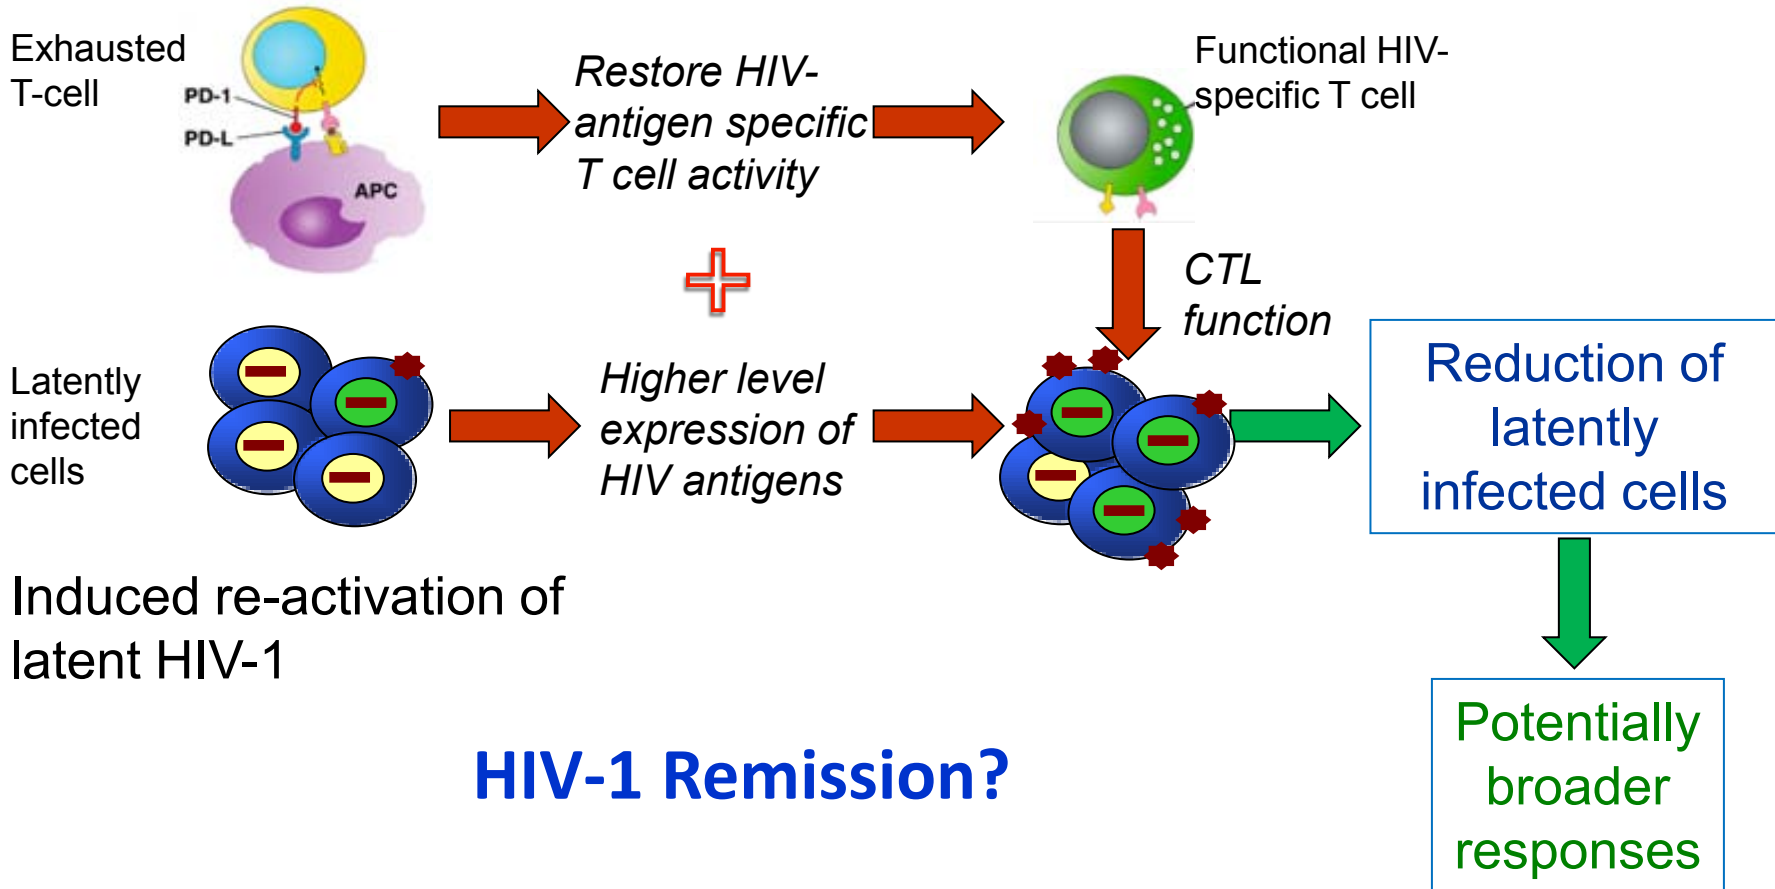 Exhausted
T-cell
PD-1
PD-L
APC
Restore HIV-
antigen specific
T cell activity
Functional HIV-
specific T cell
CTL
function
Latently
infected
cells
Higher level
expression of
HIV antigens
Reduction of
latently
infected cells
Induced re-activation of
latent HIV-1
HIV-1 Remission?
Potentially
broader
responses